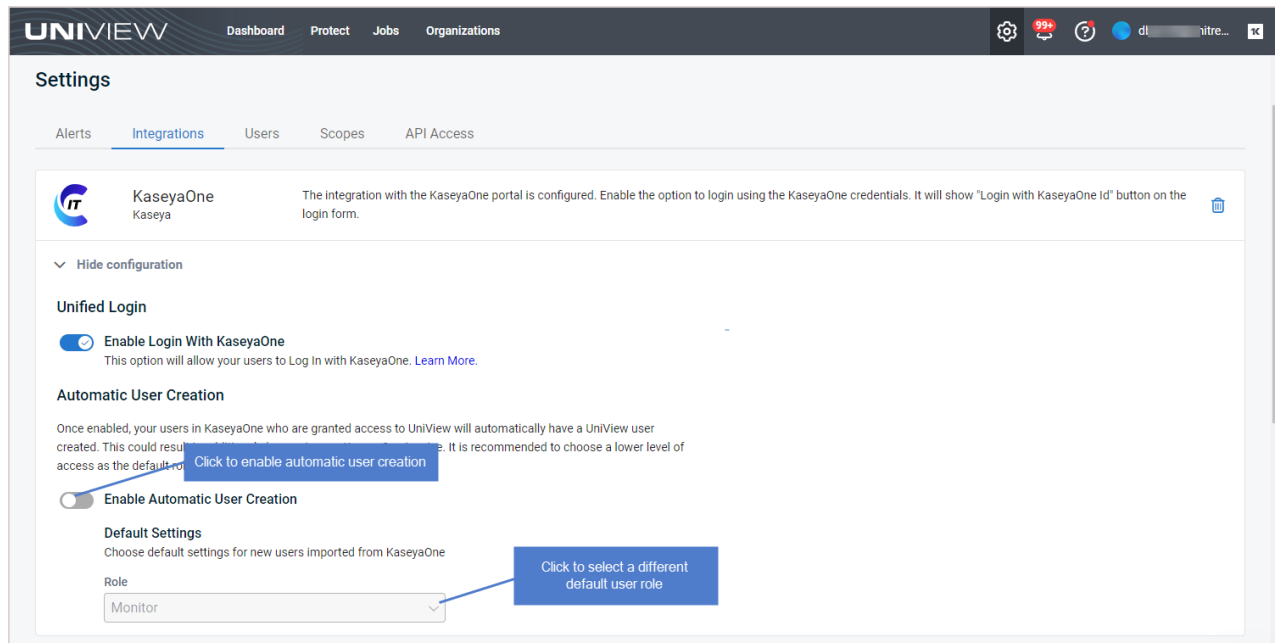 UNIVIEW
Dashboard Protect Jobs Organizations
99+
?
dl
nitre...
1K
Settings
Alerts Integrations Users Scopes API Access
IT
KaseyaOne
Kaseya
The integration with the KaseyaOne portal is configured. Enable the option to login using the KaseyaOne credentials. It will show "Login with KaseyaOne Id" button on the
login form.
Hide configuration
Unified Login
Enable Login With KaseyaOne
This option will allow your users to Log In with KaseyaOne. Learn More.
Automatic User Creation
Once enabled, your users in KaseyaOne who are granted access to UniView will automatically have a UniView user
created. This could e. It is recommended to choose a lower level of
access as the default
Click to enable automatic user creation
Enable Automatic User Creation
Default Settings
Choose default settings for new users imported from KaseyaOne
Click to select a different
default user role
Role
Monitor